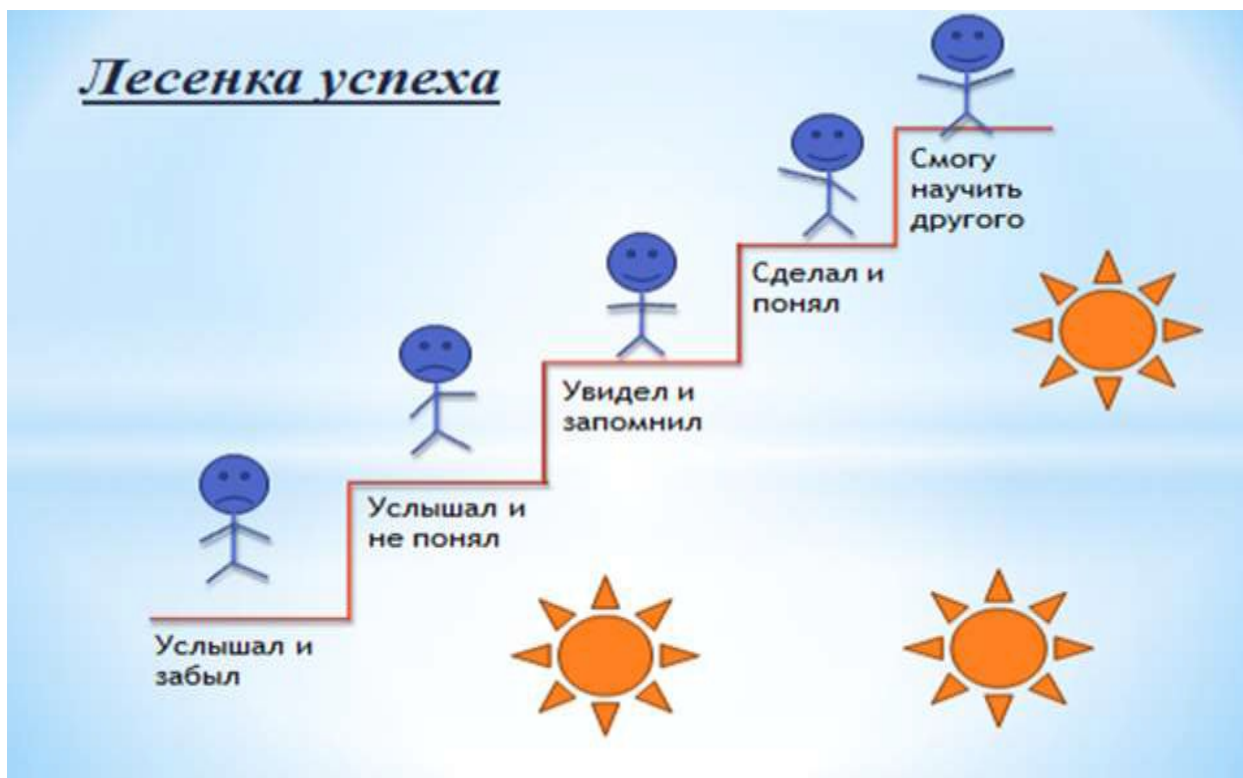 Лесенка успеха
Смогу
научить
другого
Сделал и
понял
Увидел и
запомнил
Услышал и
не понял
Услышал и
забыл